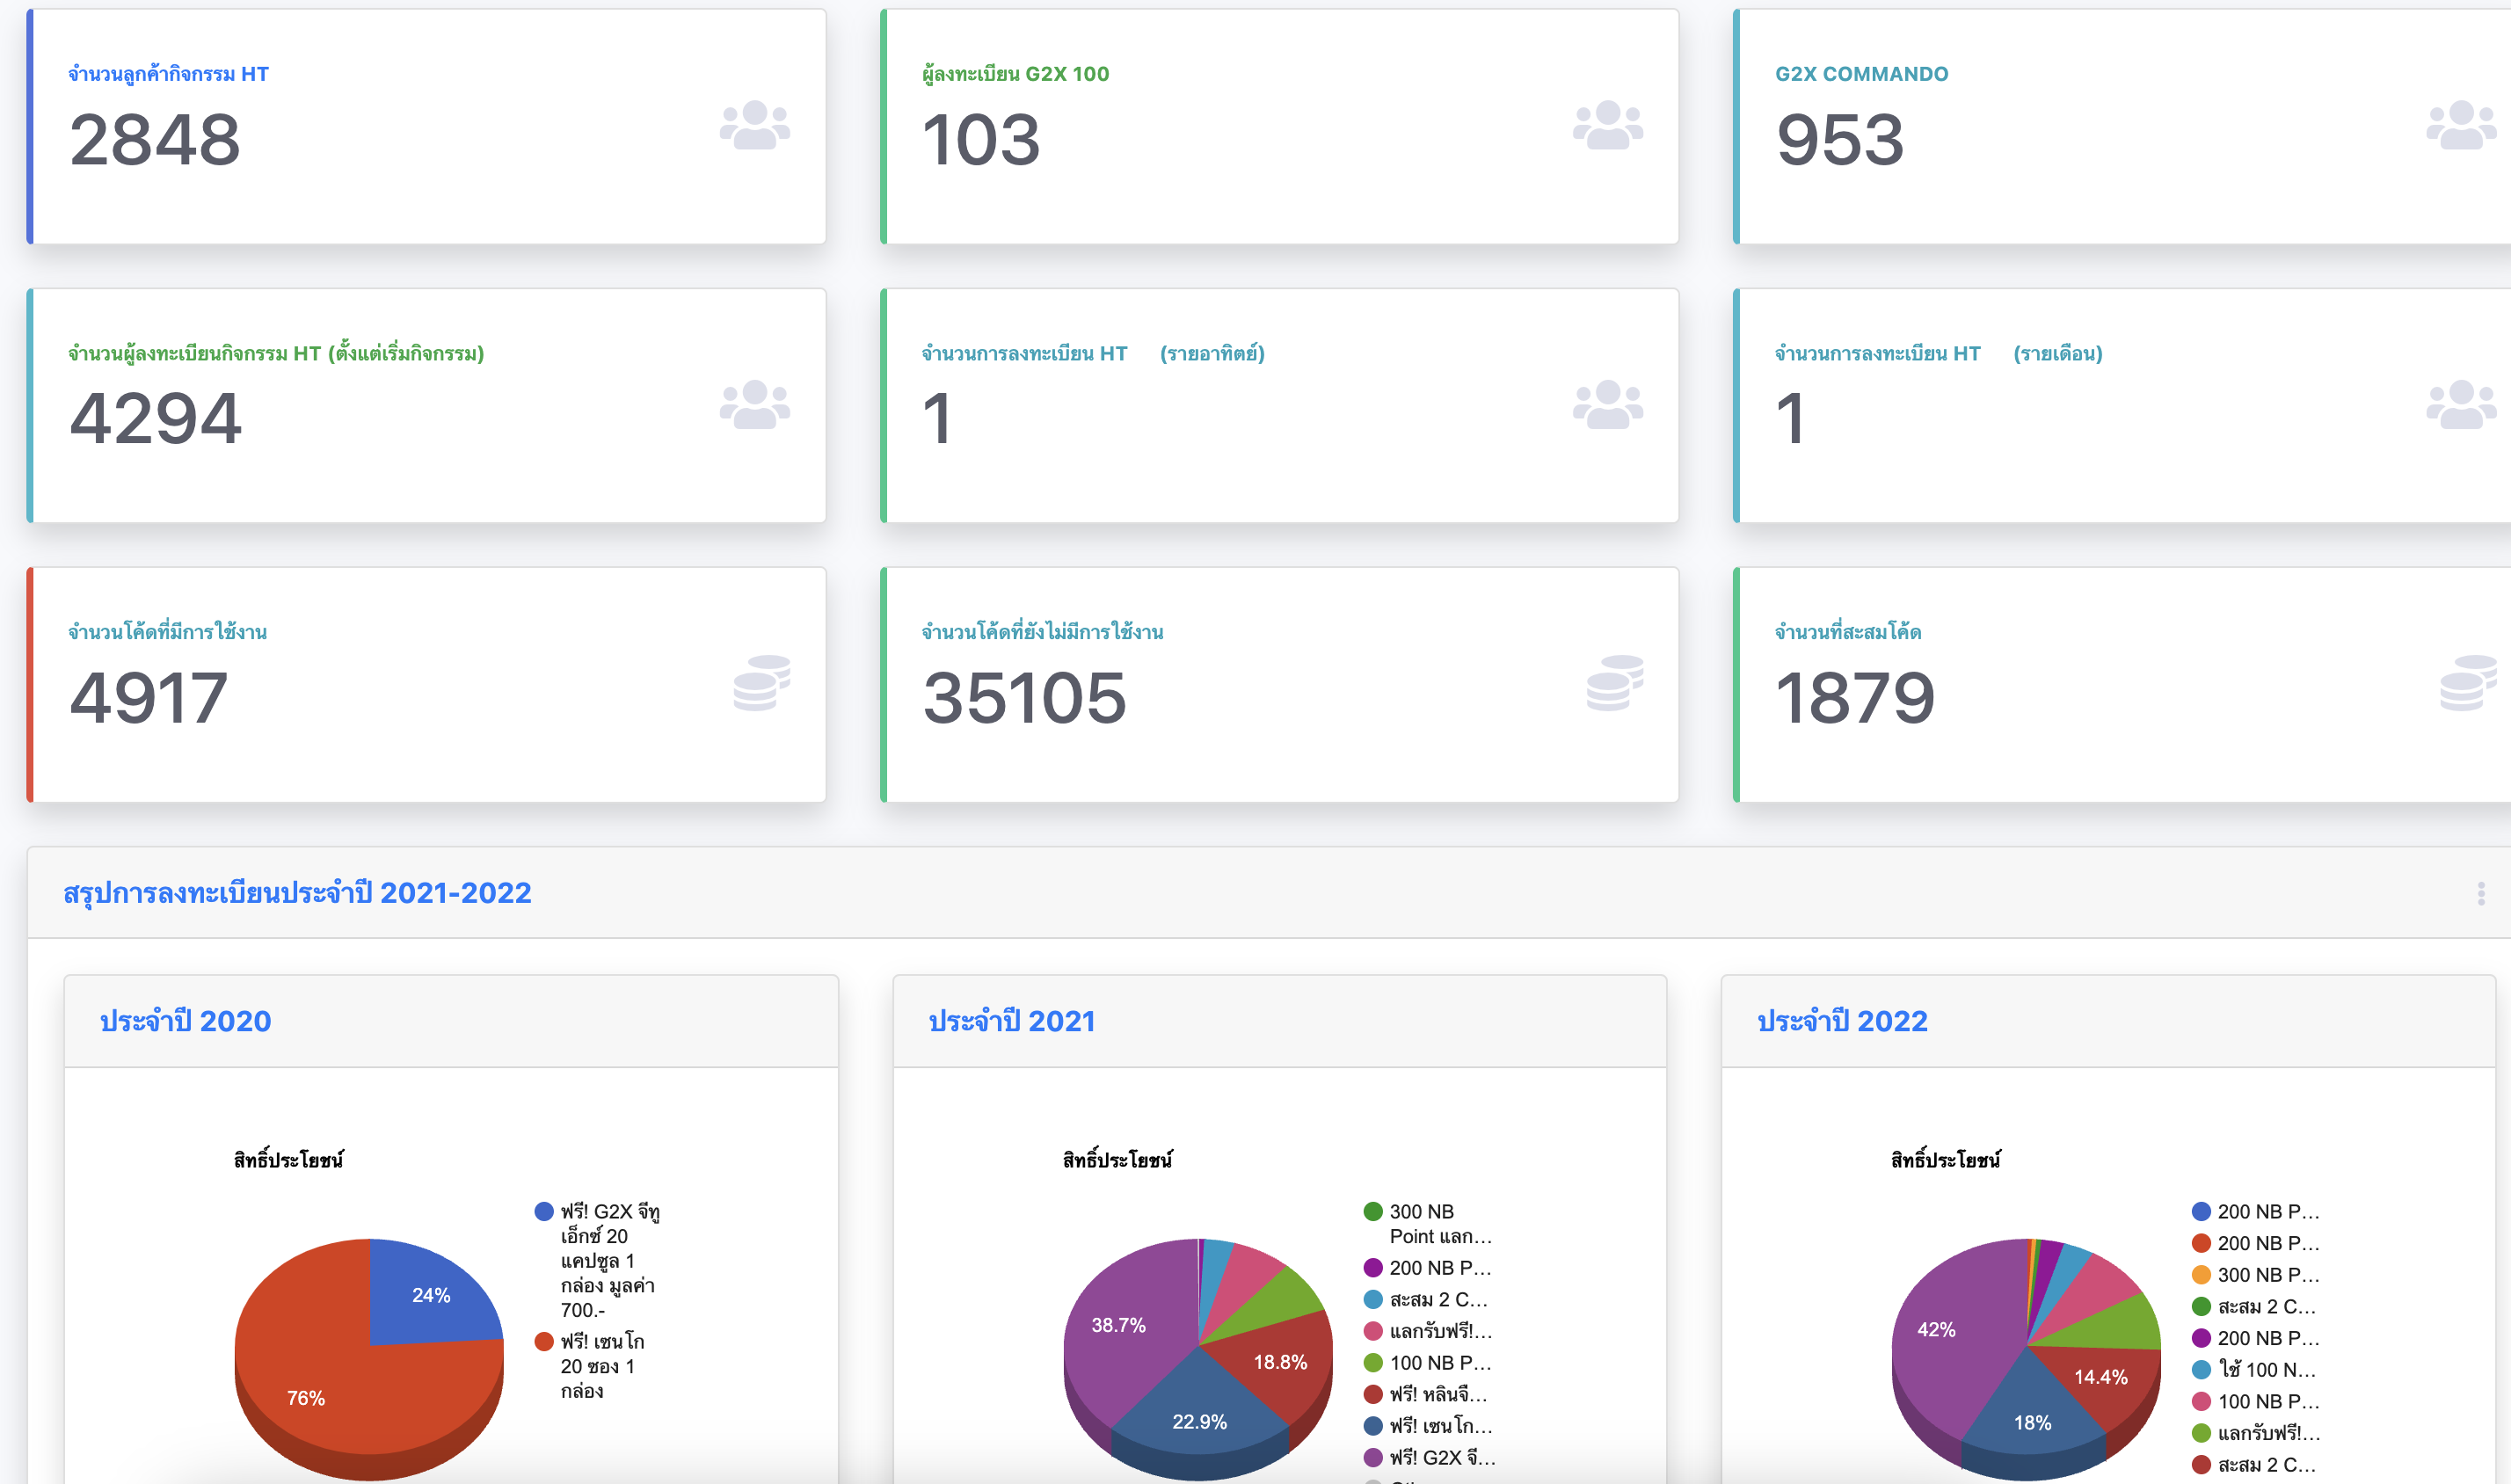 จำนวนลูกค้ากิจกรรม HT
2848
ผู้ลงทะเบียน G2X 100
103
G2X COMMANDO
953
จำนวนผู้ลงทะเบียนกิจกรรม HT (ตั้งแต่เริ่มกิจกรรม)
4294
จำนวนการลงทะเบียน HT (รายอาทิตย์)
1
จำนวนการลงทะเบียน HT (รายเดือน)
1
จำนวนโค้ดที่มีการใช้งาน
4917
จำนวนโค้ดที่ยังไม่มีการใช้งาน
35105
จำนวนที่สะสมโค้ด
1879
สรุปการลงทะเบียนประจำปี 2021-2022
ประจำปี 2020
สิทธิ์ประโยชน์
24%
76%
ฟรี! G2X จีทู
เอ็กซ์ 20
แคปซูล 1
กล่อง มูลค่า
700.-
ฟรี! เซนโก
20 ซอง 1
กล่อง
ประจำปี 2021
สิทธิ์ประโยชน์
38.7%
18.8%
22.9%
300 NB
Point แลก...
200 NB P...
สะสม 2 C...
แลกรับฟรี!...
100 NB P...
ฟรี! หลินจื...
ฟรี! เซนโก...
ฟรี! G2X จี...
ประจำปี 2022
สิทธิ์ประโยชน์
42%
14.4%
18%
200 NB P...
200 NB P...
300 NB P...
สะสม 2 C...
200 NB P...
ใช้ 100 N...
100 NB P...
แลกรับฟรี!...
สะสม 2 C...